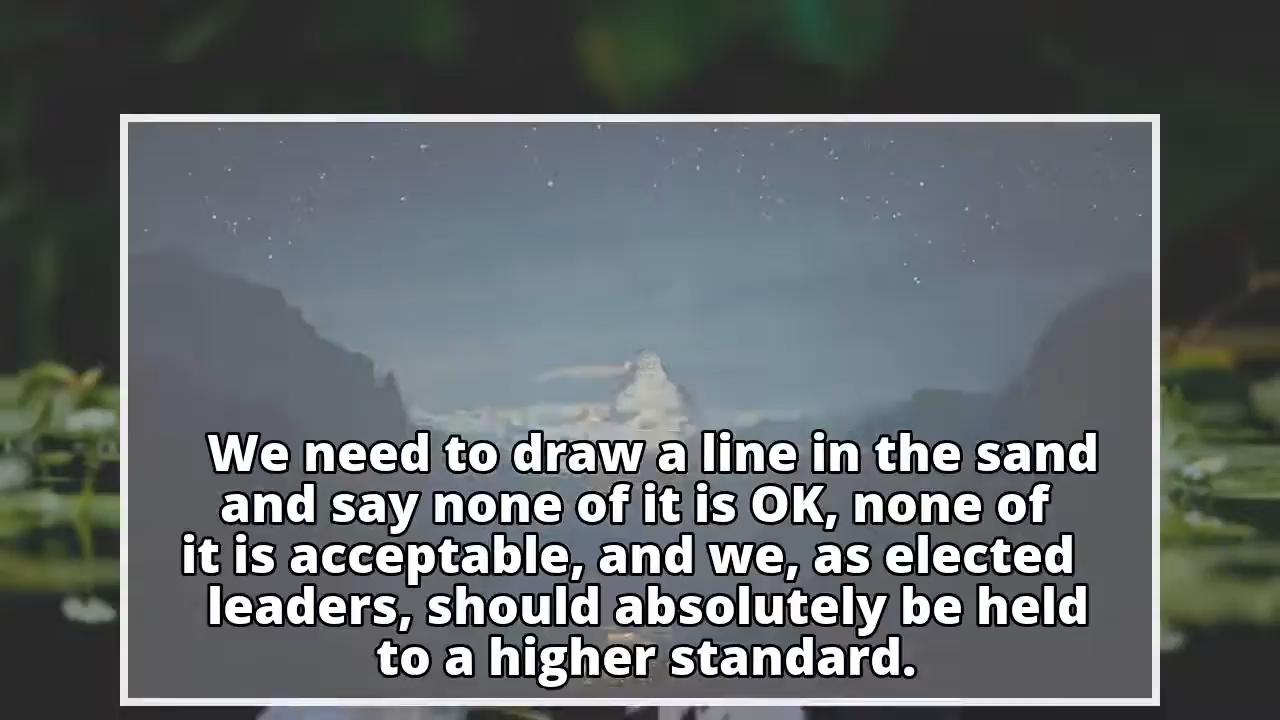 We need to draw a line in the sand
and say none of it is OK, none of
it is acceptable, and we, as elected
leaders, should absolutely be held
to a higher standard.